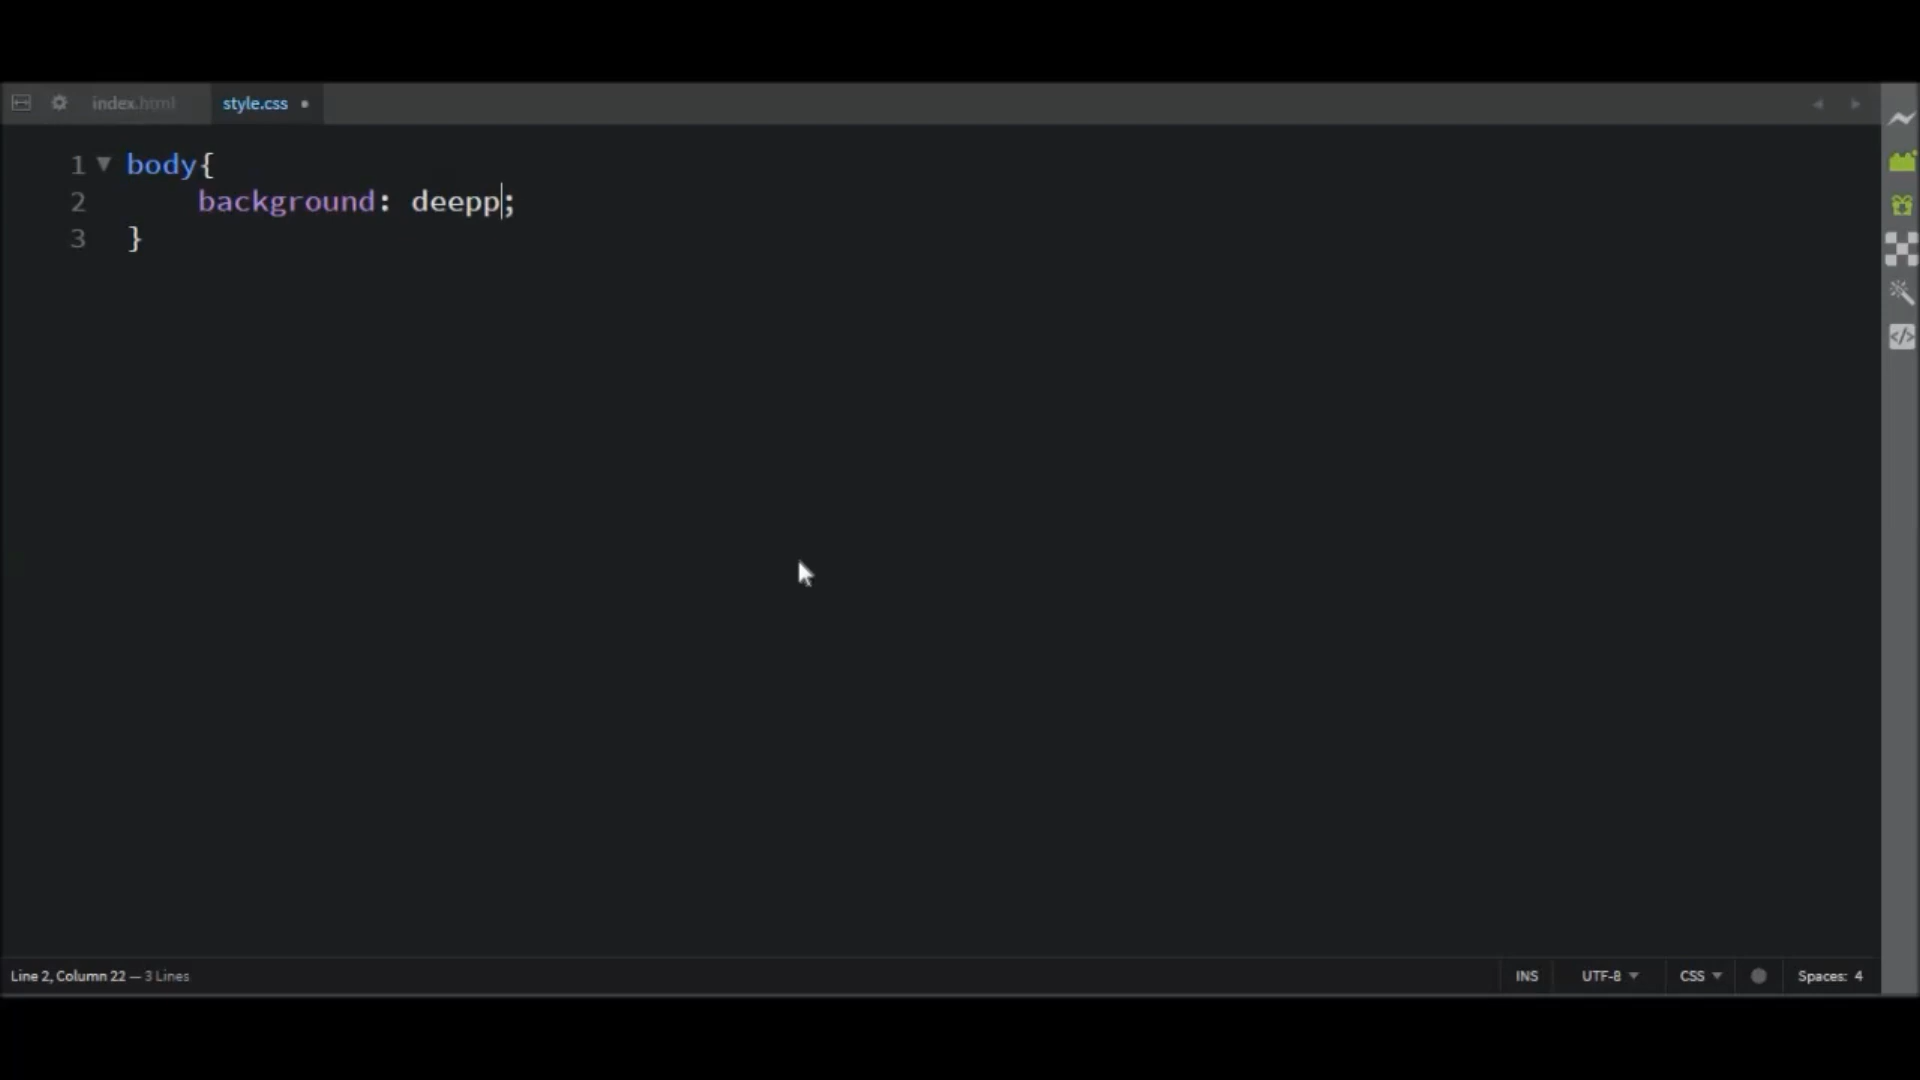 index.html
style.css •
1 ▼ body{
2 background: deepp;
3 }
Line 2, Column 22 — 3 Lines
INS
UTF-8 ▼
CSS ▼
Spaces: 4